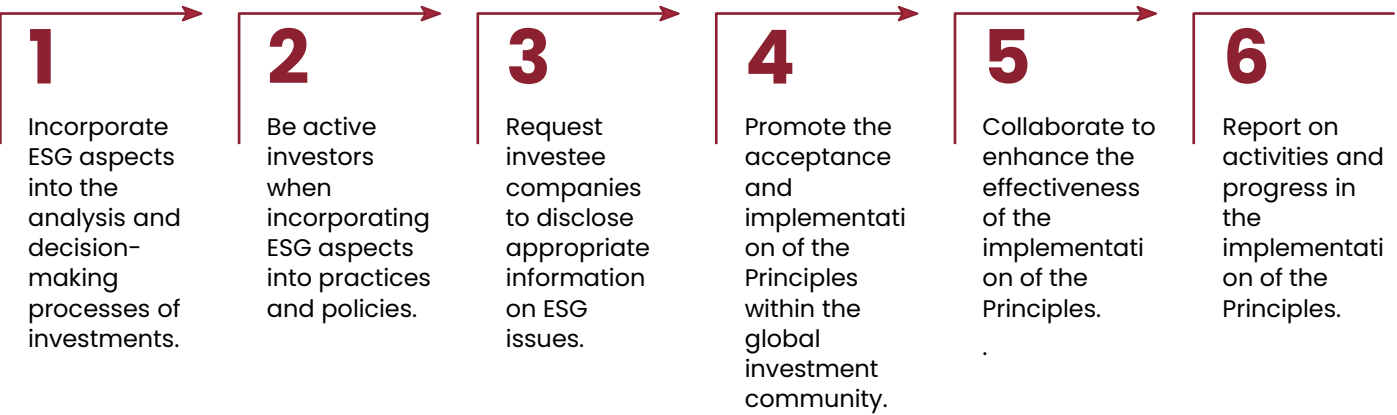 1
Incorporate
ESG aspects
into the
analysis and
decision-
making
processes of
investments.
2
Be active
investors
when
incorporating
ESG aspects
into practices
and policies.
3
Request
investee
companies
to disclose
appropriate
information
on ESG
issues.
4
Promote the
acceptance
and
implementati
on of the
Principles
within the
global
investment
community.
5
Collaborate to
enhance the
effectiveness
of the
implementati
on of the
Principles.
.
6
Report on
activities and
progress in
the
implementati
on of the
Principles.